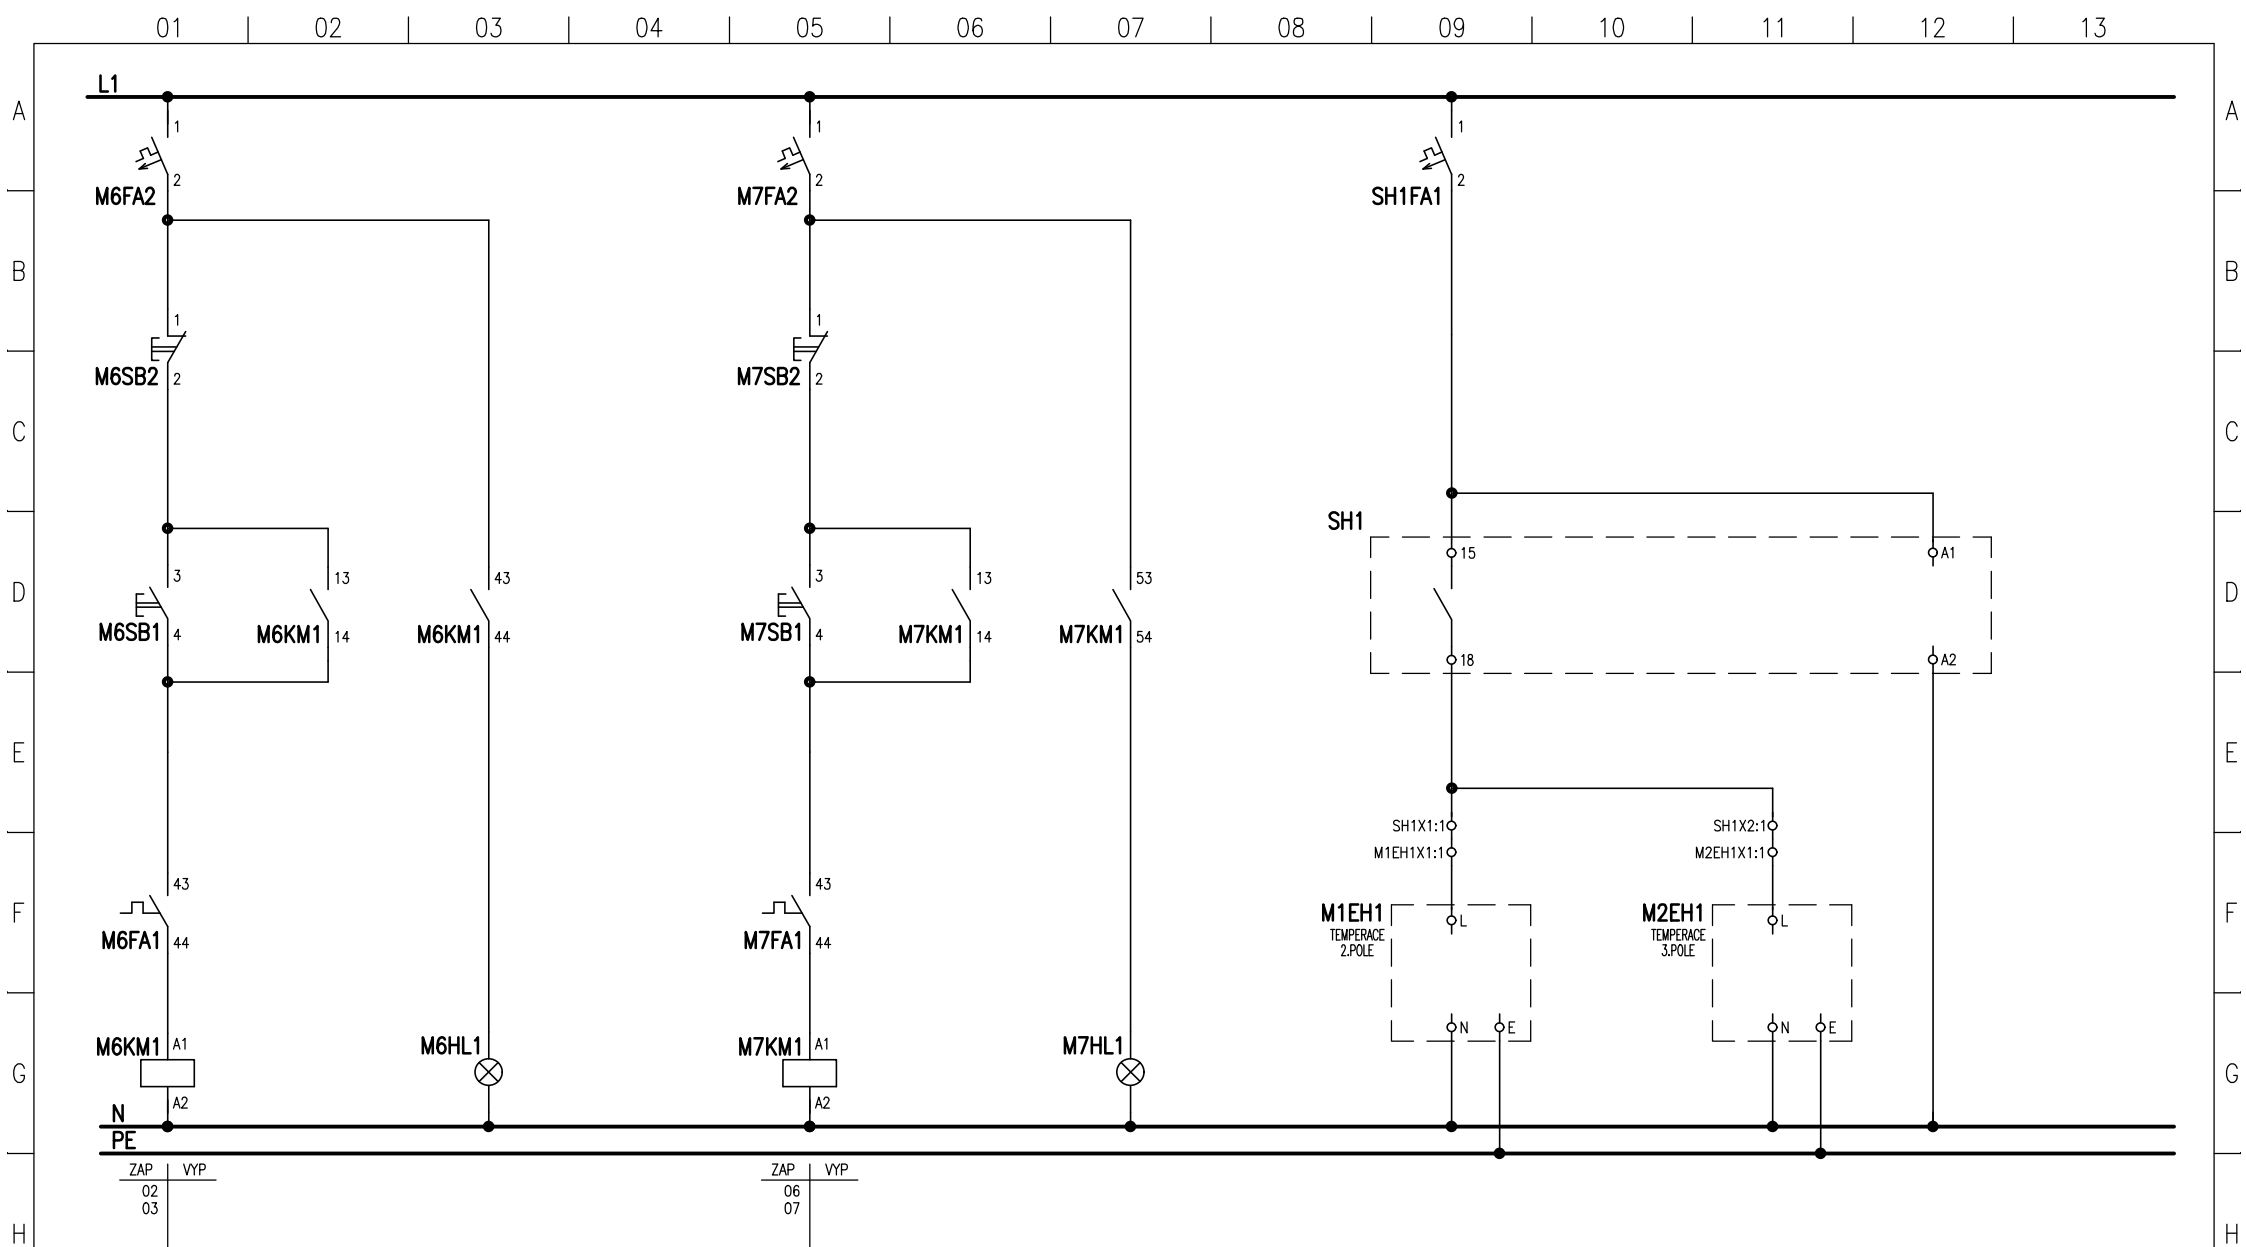 01 02 03 04 05 06 07 08 09 10 11 12 13
L1
A A
1 1 1
2 2 2
M6FA2 M7FA2 SH1FA1
B B
1 1
M6SB2 2 M7SB2 2
C C
SH1
15 A1
3 13 43 3 13 53
D D
M6SB1 4 M6KM1 14 M6KM1 44 M7SB1 4 M7KM1 14 M7KM1 54
18 A2
E E
SH1X1:1 SH1X2:1
M1EH1X1:1 M2EH1X1:1
43 43
F M1EH1 L M2EH1 L F
TEMPERACE TEMPERACE
2.POLE 3.POLE
M6FA1 44 M7FA1 44
N E N E
M6KM1 A1 M6HL1 M7KM1 A1 M7HL1
G G
A2 A2
N
PE
ZAP VYP ZAP VYP
02 06
03 07
H H